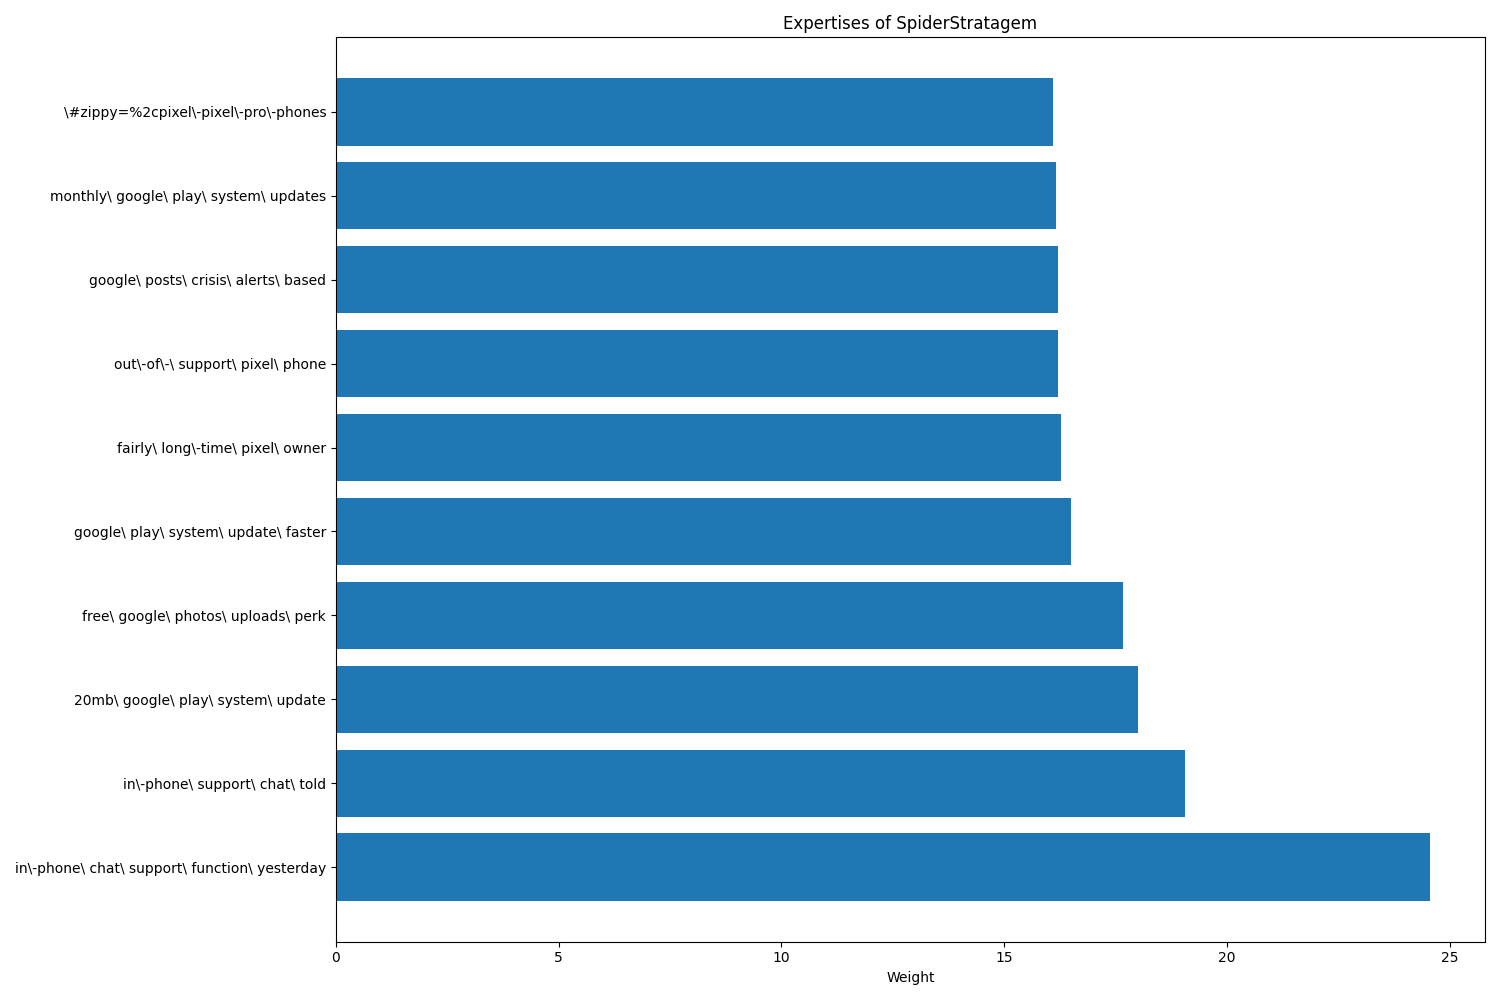 Expertises of SpiderStratagem
\#zippy=%2cpixel\-pixel\-pro\-phones
monthly\ google\ play\ system\ updates
google\ posts\ crisis\ alerts\ based
out\-of\-\ support\ pixel\ phone
fairly\ long\-time\ pixel\ owner
google\ play\ system\ update\ faster
free\ google\ photos\ uploads\ perk
20mb\ google\ play\ system\ update
in\-phone\ support\ chat\ told
in\-phone\ chat\ support\ function\ yesterday
0 5 10 15 20 25
Weight